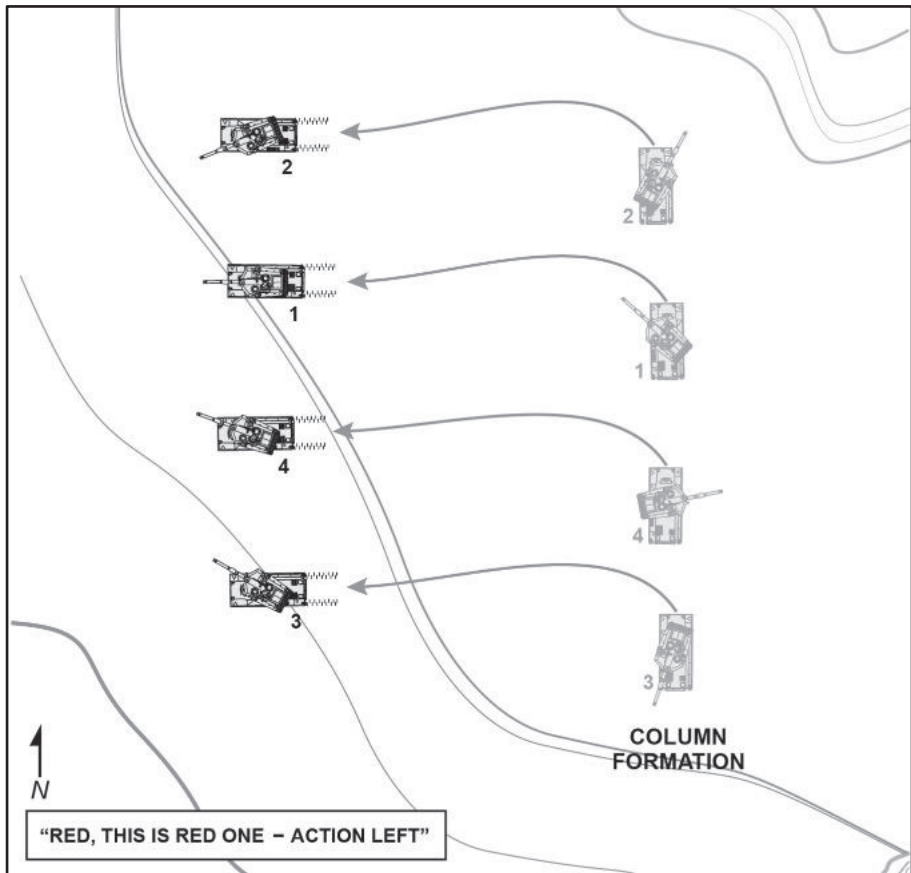 2
2
1
1
4
4
3
3
COLUMN
FORMATION
N
“RED, THIS IS RED ONE – ACTION LEFT”